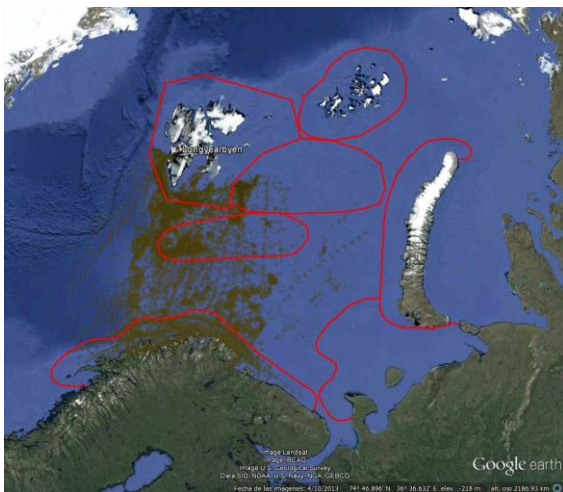 Longyearbyen
Image Landsat
Image IBCAO
Image U.S. Geological Survey
Data SIO, NOAA, U.S. Navy, NGA, GEBCO
Google earth
Fecha de las imágenes: 4/10/2013 74° 46.896' N 36° 36.632' E elev. -218 m alt. ojo 2186.93 km